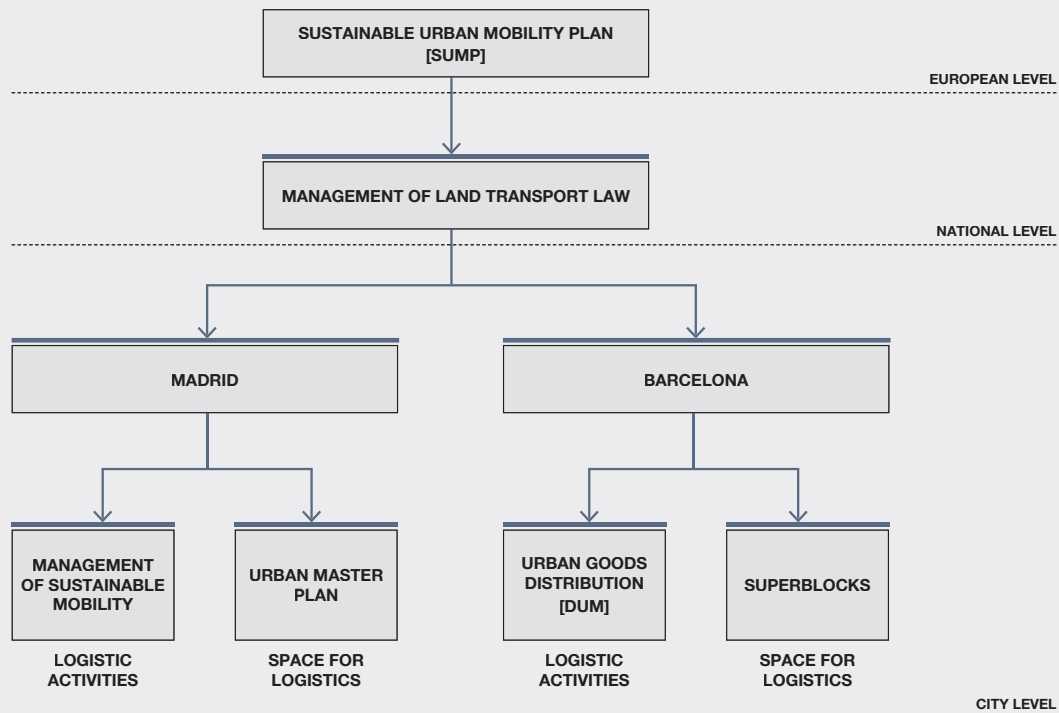 SUSTAINABLE URBAN MOBILITY PLAN
[SUMP]
EUROPEAN LEVEL
MANAGEMENT OF LAND TRANSPORT LAW
NATIONAL LEVEL
MADRID
BARCELONA
MANAGEMENT
OF SUSTAINABLE
MOBILITY
URBAN MASTER
PLAN
URBAN GOODS
DISTRIBUTION
[DUM]
SUPERBLOCKS
LOGISTIC
ACTIVITIES
SPACE FOR
LOGISTICS
LOGISTIC
ACTIVITIES
SPACE FOR
LOGISTICS
CITY LEVEL